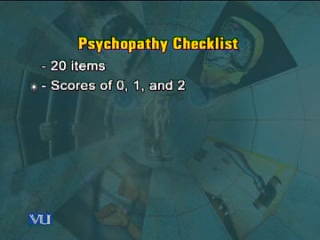 Psychopathy Checklist
- 20 items
- Scores of 0, 1, and 2
VU